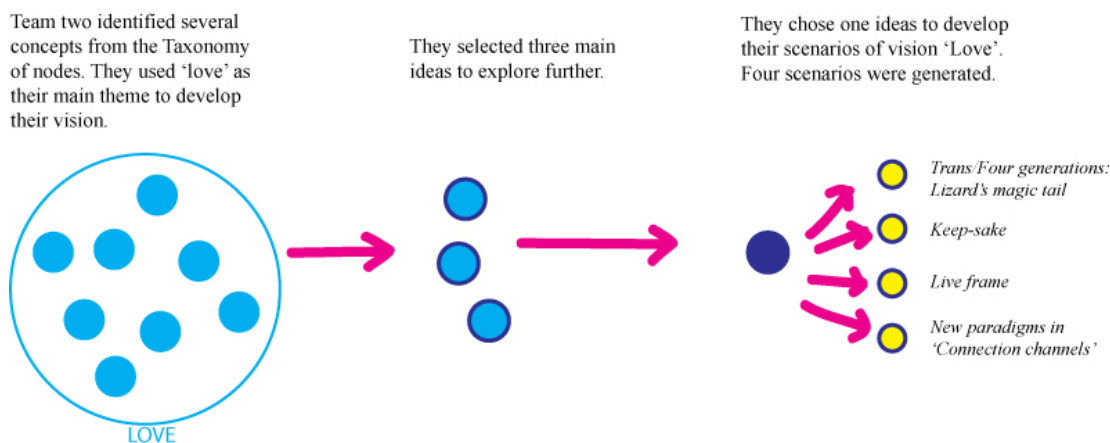 Team two identified several
concepts from the Taxonomy
of nodes. They used ‘love’ as
their main theme to develop
their vision.
They selected three main
ideas to explore further.
They chose one ideas to develop
their scenarios of vision ‘Love’.
Four scenarios were generated.
Trans/Four generations:
Lizard’s magic tail
Keep-sake
Live frame
New paradigms in
‘Connection channels’
LOVE